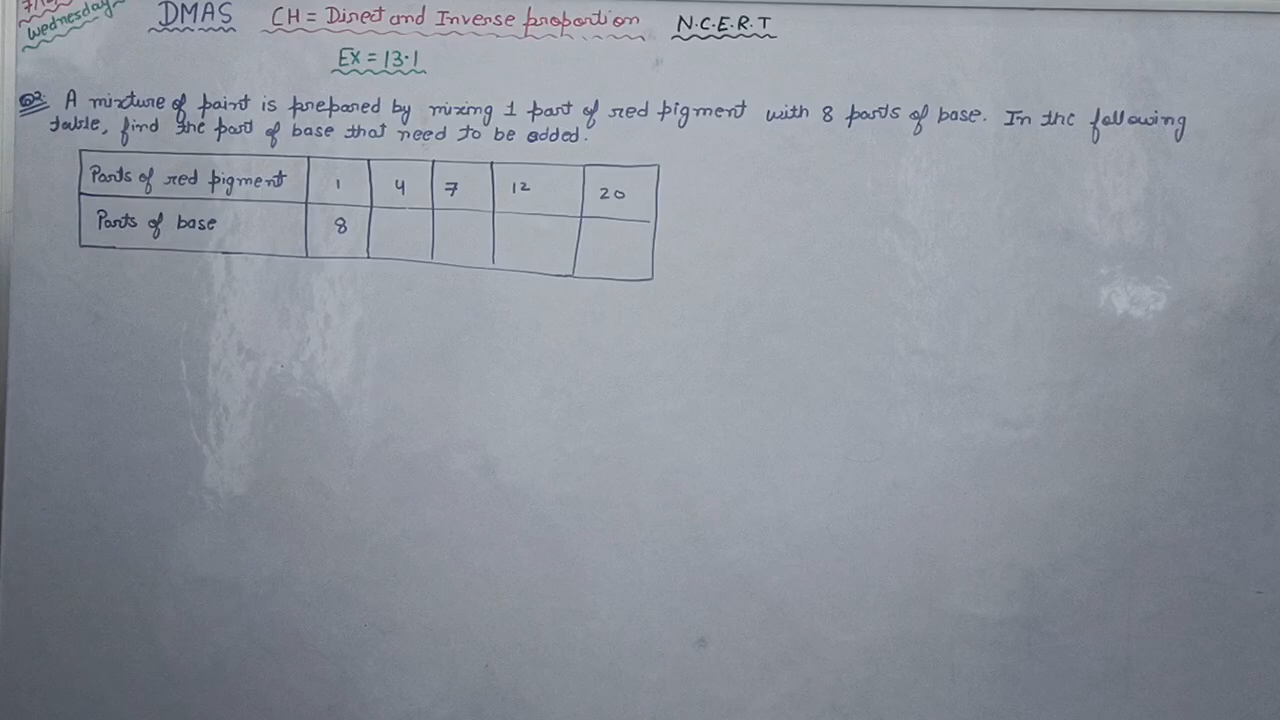 Wednesday DMAS CH = Direct and Inverse proportion N.C.E.R.T
Ex = 13.1
Q2. A mixture of paint is prepared by mixing 1 part of red pigment with 8 parts of base. In the following
table, find the part of base that need to be added.
Parts of red pigment 1 4 7 12 20
Parts of base 8